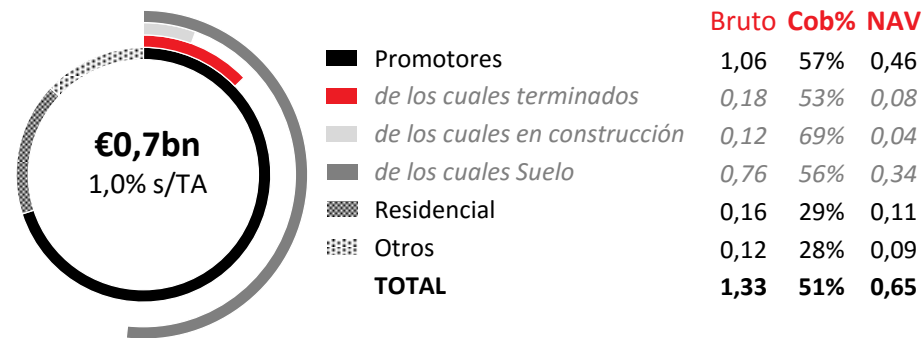 Bruto Cob% NAV
Promotores 1,06 57% 0,46
de los cuales terminados 0,18 53% 0,08
de los cuales en construcción 0,12 69% 0,04
de los cuales Suelo 0,76 56% 0,34
Residencial 0,16 29% 0,11
Otros 0,12 28% 0,09
TOTAL 1,33 51% 0,65
€0,7bn
1,0% s/TA